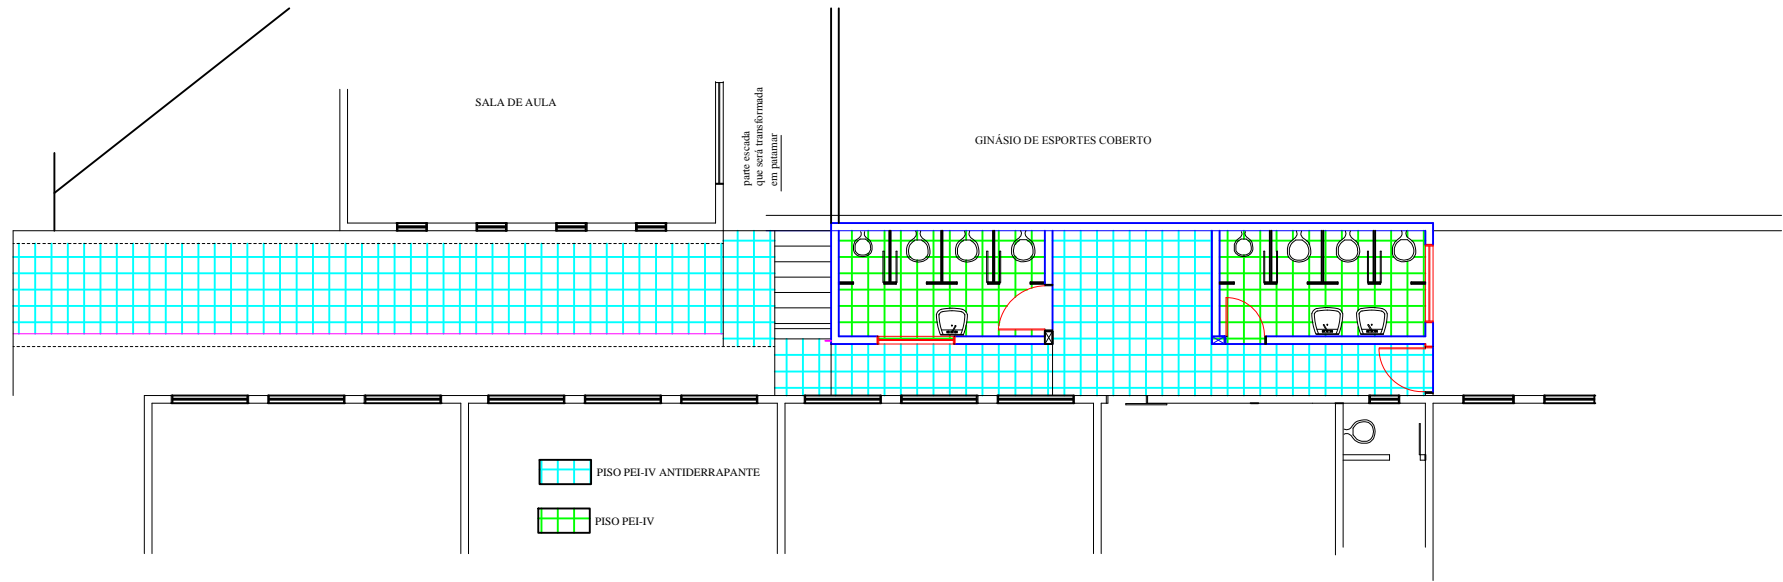 SALA DE AULA
parte escada
que será transformada
em patamar
GINÁSIO DE ESPORTES COBERTO
PISO PEI-IV ANTIDERRAPANTE
PISO PEI-IV